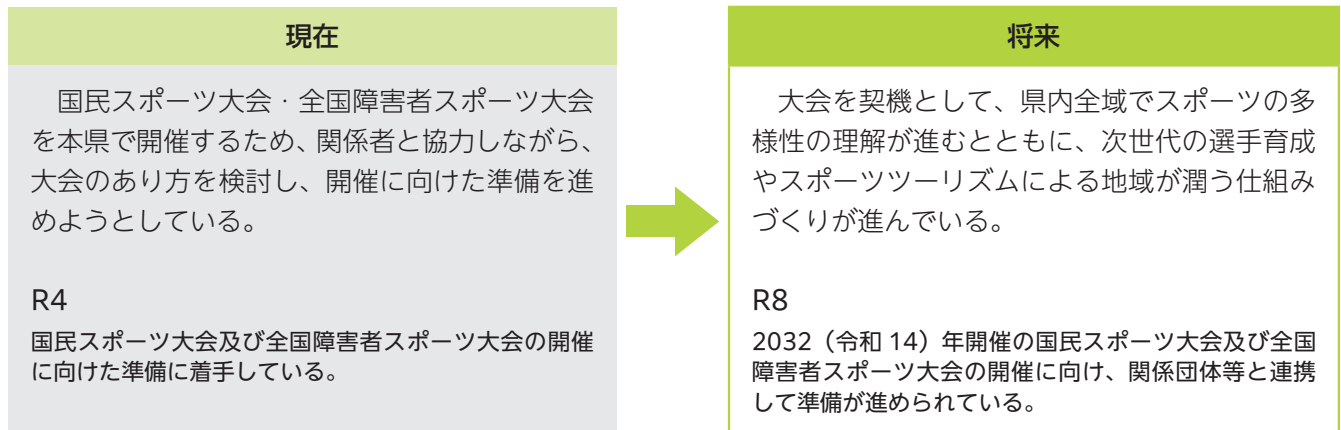 現在
　国民スポーツ大会・全国障害者スポーツ大会
を本県で開催するため、関係者と協力しながら、
大会のあり方を検討し、開催に向けた準備を進
めようとしている。
R4
国民スポーツ大会及び全国障害者スポーツ大会の開催
に向けた準備に着手している。
将来
　大会を契機として、県内全域でスポーツの多
様性の理解が進むとともに、次世代の選手育成
やスポーツツーリズムによる地域が潤う仕組み
づくりが進んでいる。
R8
2032（令和 14）年開催の国民スポーツ大会及び全国
障害者スポーツ大会の開催に向け、関係団体等と連携
して準備が進められている。